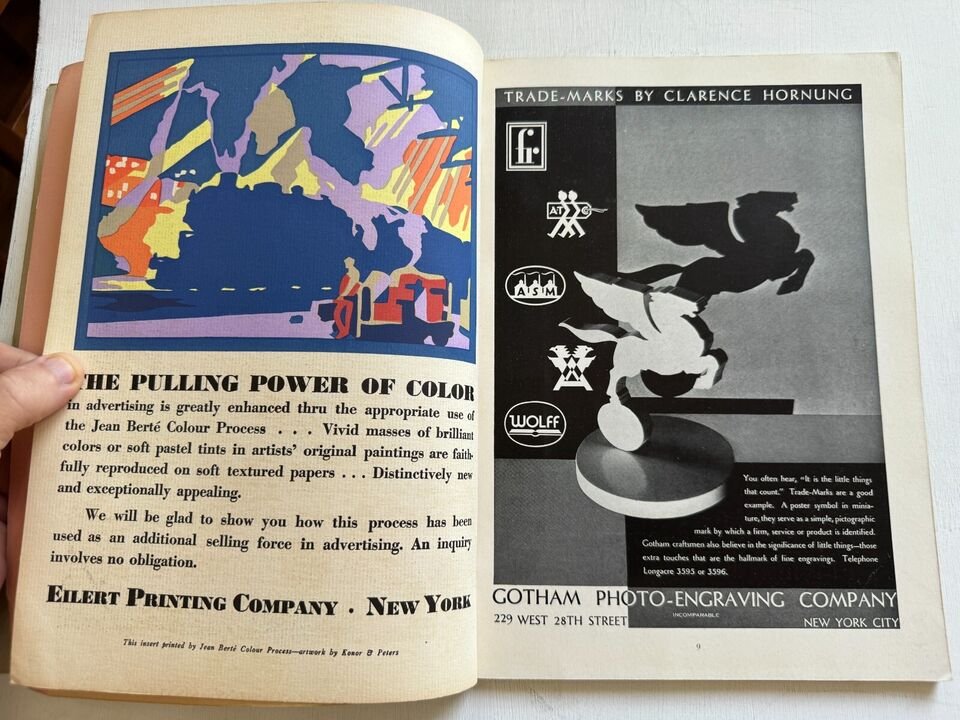 THE PULLING POWER OF COLOR
in advertising is greatly enhanced thru the appropriate use of
the Jean Berté Colour Process . . . Vivid masses of brilliant
colors or soft pastel tints in artists' original paintings are faith-
fully reproduced on soft textured papers . . . Distinctively new
and exceptionally appealing.
We will be glad to show you how this process has been
used as an additional selling force in advertising. An inquiry
involves no obligation.
EILERT PRINTING COMPANY . NEW YORK
This insert printed by Jean Berté Colour Process—artwork by Konor & Peters
TRADE-MARKS BY CLARENCE HORNUNG
fr
AT C
ASM
WOLFF
You often hear, "It is the little things
that count." Trade-Marks are a good
example. A poster symbol in minia-
ture, they serve as a simple, pictographic
mark by which a firm, service or product is identified.
Gotham craftsmen also believe in the significance of little things—those
extra touches that are the hallmark of fine engravings. Telephone
Longacre 3595 or 3596.
GOTHAM PHOTO-ENGRAVING COMPANY
INCOMPARABLE
229 WEST 28TH STREET
NEW YORK CITY
9